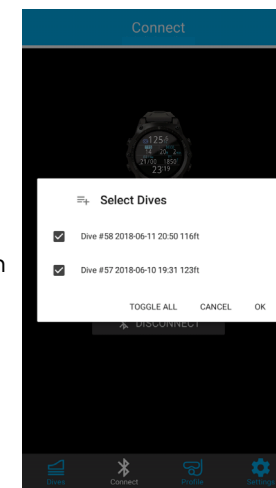 Connect
Select Dives
Dive #58 2018-06-11 20:50 116ft
Dive #57 2018-06-10 19:31 123ft
TOGGLE ALL CANCEL OK
DISCONNECT
Dives Connect Profile Settings